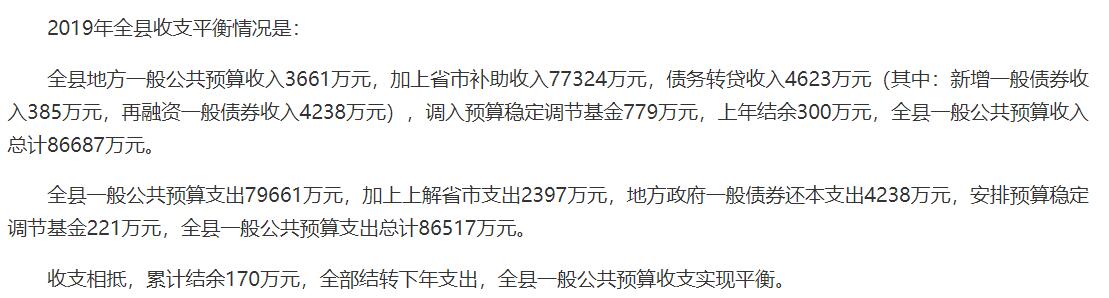 2019年全县收支平衡情况是：
全县地方一般公共预算收入3661万元，加上省市补助收入77324万元，债务转贷收入4623万元（其中：新增一般债券收
入385万元，再融资一般债券收入4238万元），调入预算稳定调节基金779万元，上年结余300万元，全县一般公共预算收入
总计86687万元。
全县一般公共预算支出79661万元，加上上解省市支出2397万元，地方政府一般债券还本支出4238万元，安排预算稳定
调节基金221万元，全县一般公共预算支出总计86517万元。
收支相抵，累计结余170万元，全部结转下年支出，全县一般公共预算收支实现平衡。